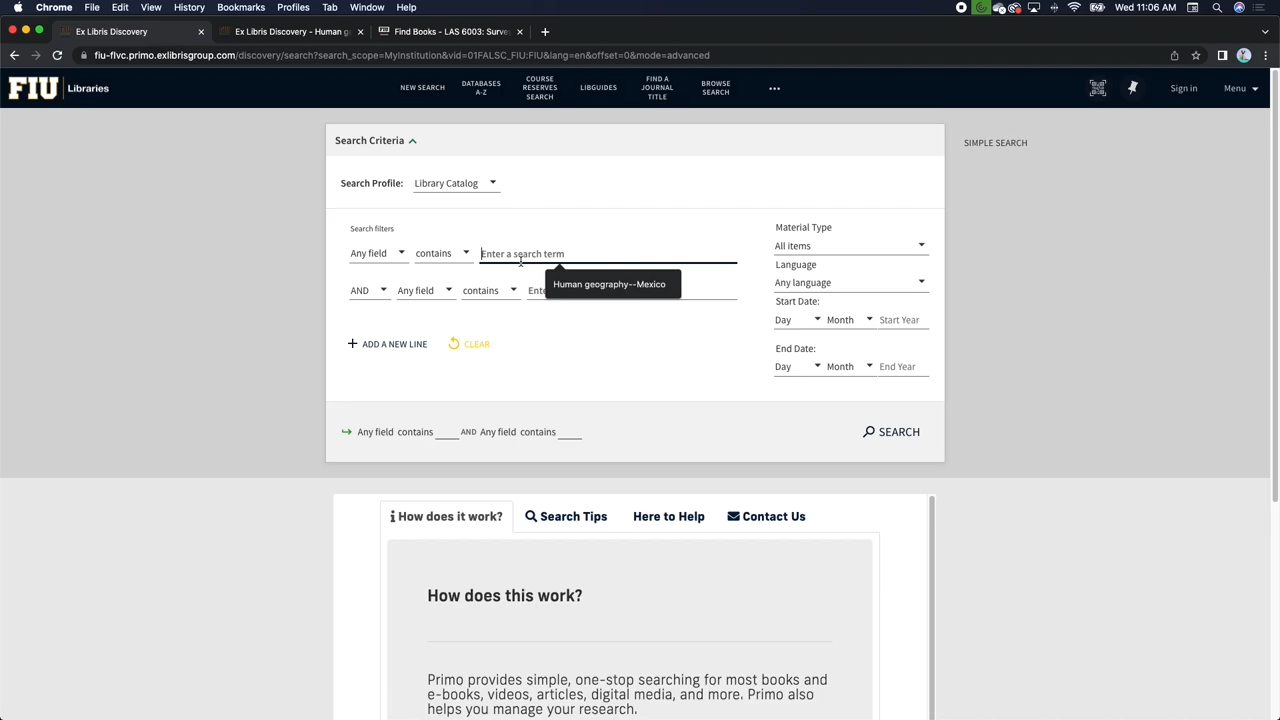 Chrome File Edit View History Bookmarks Profiles Tab Window Help
Wed 11:06 AM
Ex Libris Discovery
Ex Libris Discovery - Human g
Find Books - LAS 6003: Surve
fiu-flvc.primo.exlibrisgroup.com/discovery/search?search_scope=MyInstitution&vid=01FALSC_FIU:FIU&lang=en&offset=0&mode=advanced
FIU Libraries
NEW SEARCH
DATABASES
A-Z
COURSE
RESERVES
SEARCH
LIBGUIDES
FIND A
JOURNAL
TITLE
BROWSE
SEARCH
Sign in
Menu
Search Criteria
SIMPLE SEARCH
Search Profile: Library Catalog
Search filters
Any field contains Enter a search term
Human geography--Mexico
AND Any field contains Ente
ADD A NEW LINE
CLEAR
Material Type
All items
Language
Any language
Start Date:
Day Month Start Year
End Date:
Day Month End Year
Any field contains ____ AND Any field contains ____
SEARCH
How does it work?
Search Tips
Here to Help
Contact Us
How does this work?
Primo provides simple, one-stop searching for most books and
e-books, videos, articles, digital media, and more. Primo also
helps you manage your research.